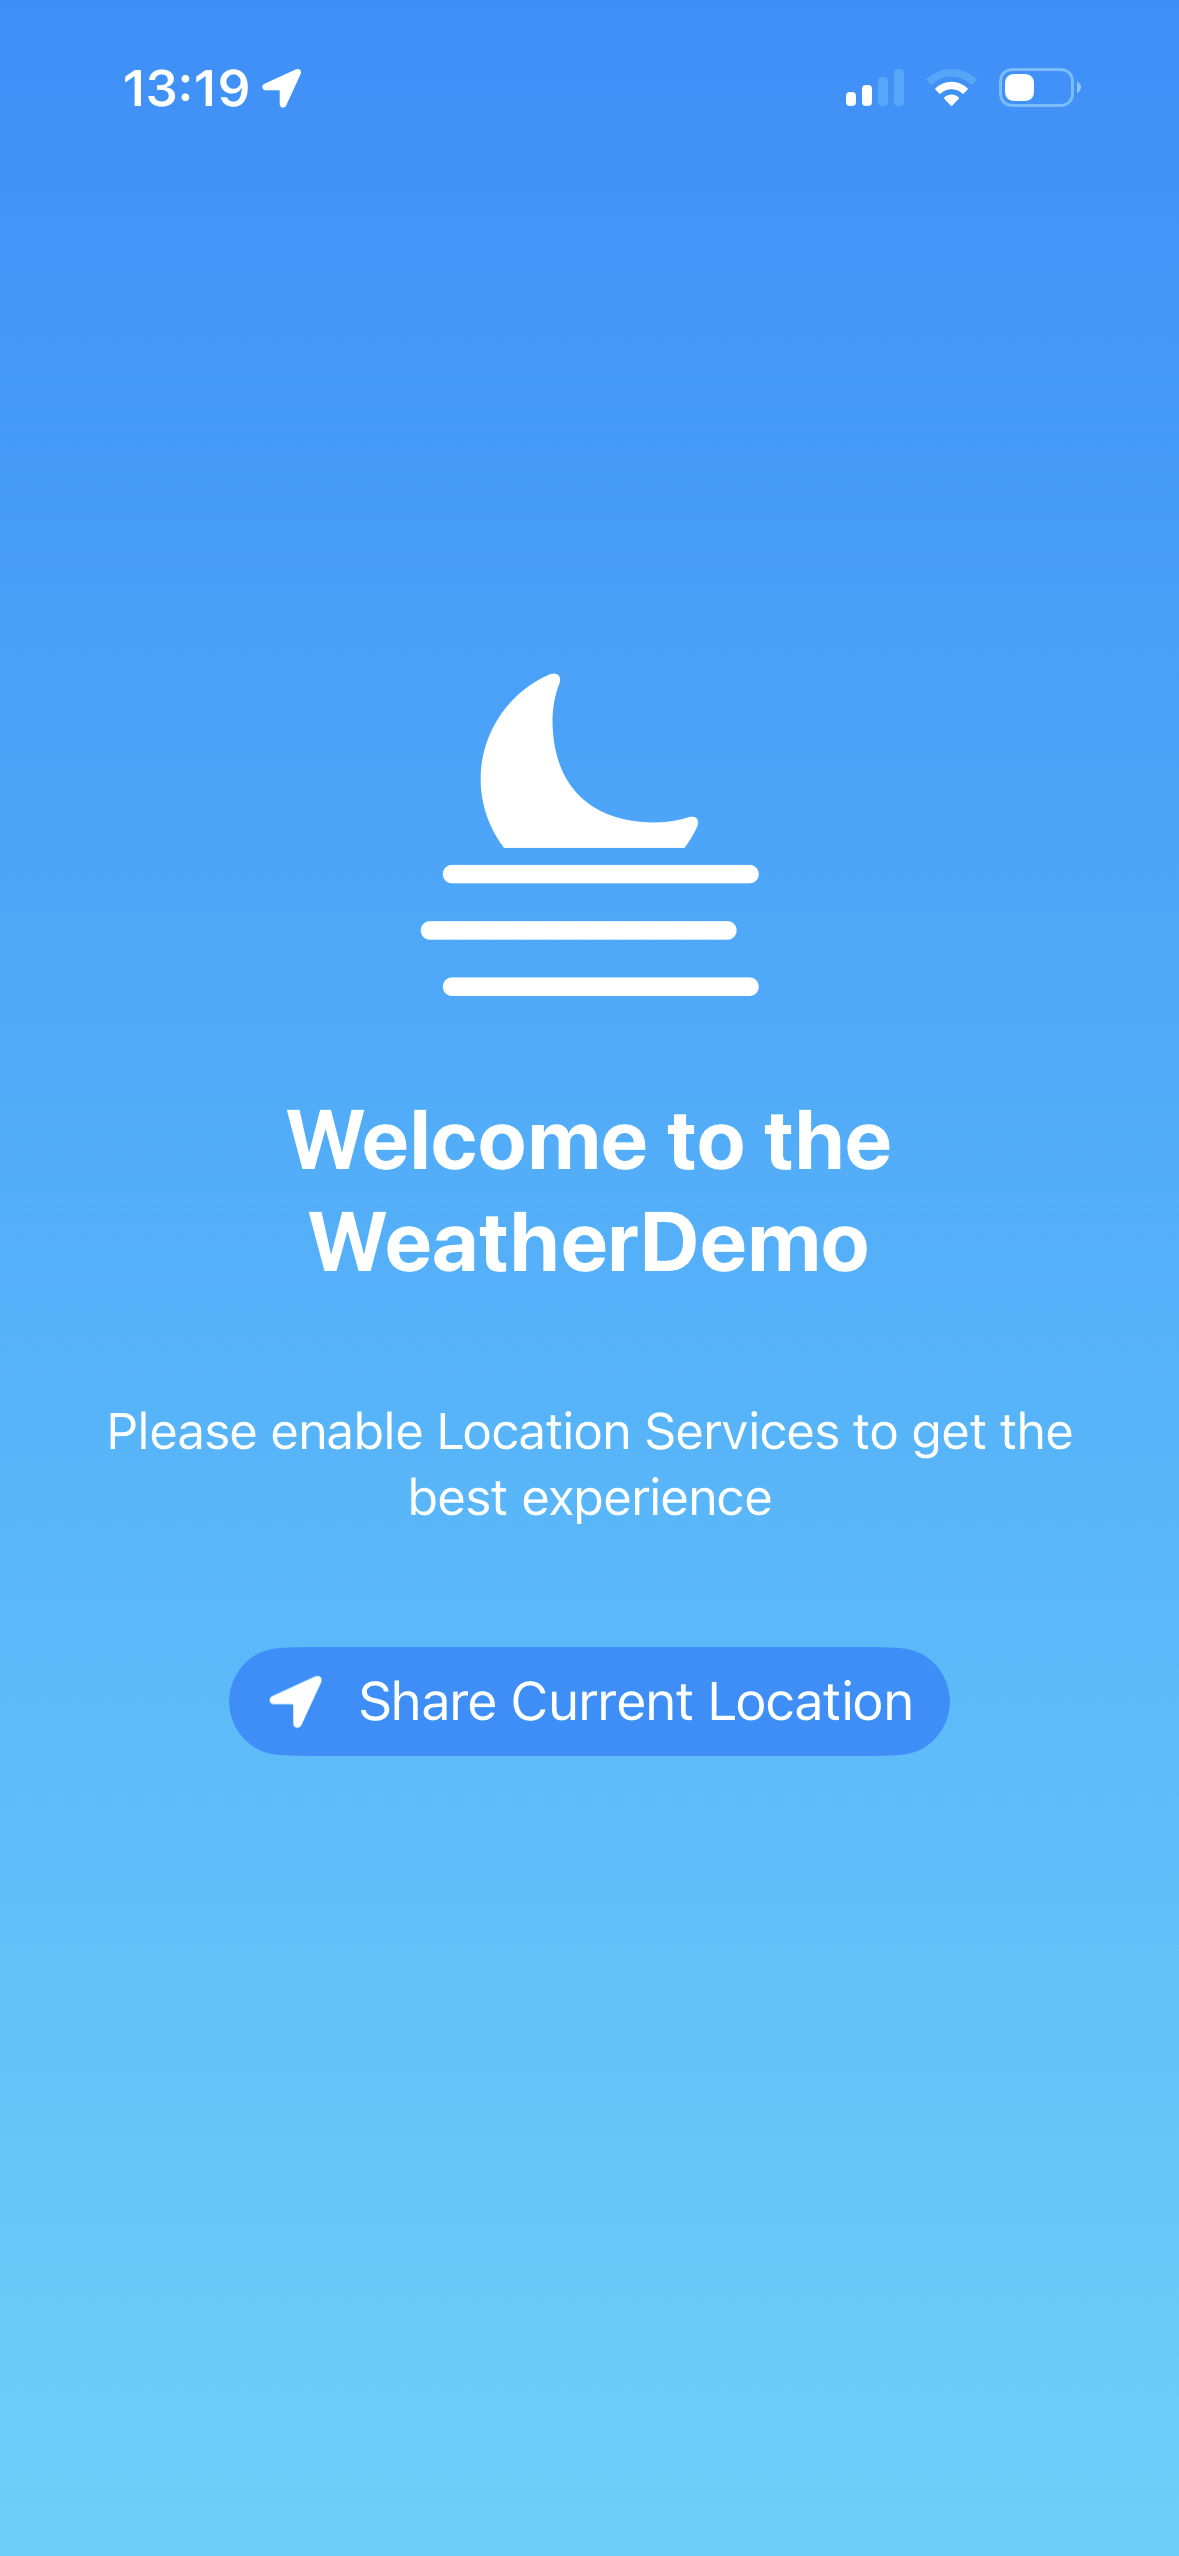 13:19
Welcome to the
WeatherDemo
Please enable Location Services to get the
best experience
Share Current Location